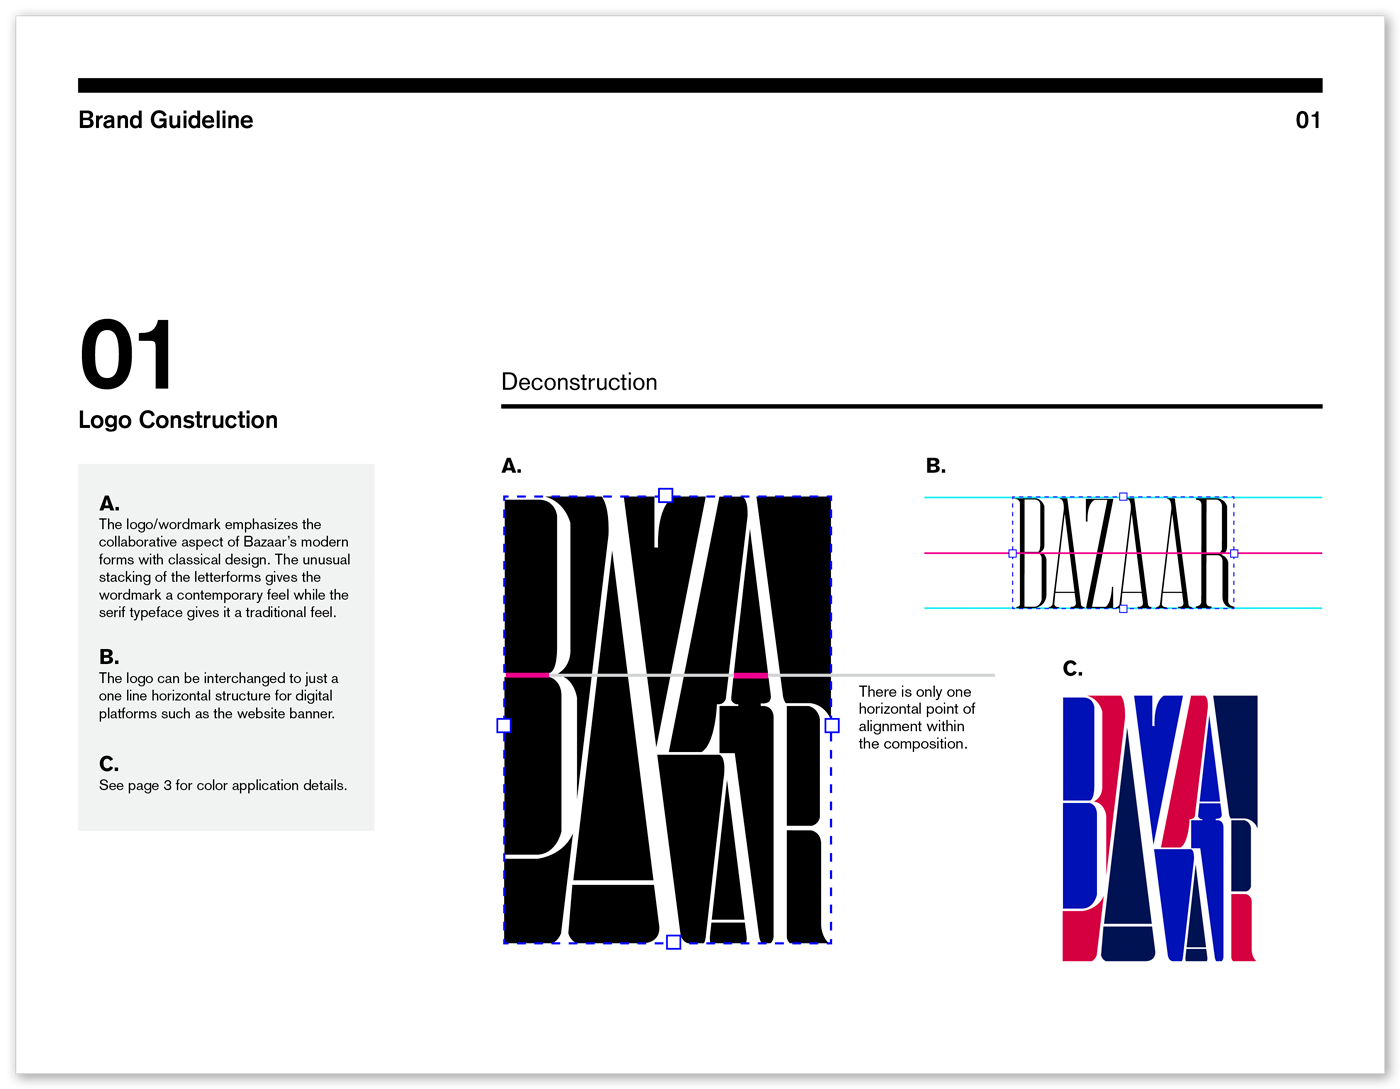 Brand Guideline
01
01
Logo Construction
A.
The logo/wordmark emphasizes the
collaborative aspect of Bazaar's modern
forms with classical design. The unusual
stacking of the letterforms gives the
wordmark a contemporary feel while the
serif typeface gives it a traditional feel.
B.
The logo can be interchanged to just a
one line horizontal structure for digital
platforms such as the website banner.
C.
See page 3 for color application details.
Deconstruction
A.
BAZAAR
There is only one
horizontal point of
alignment within
the composition.
B.
BAZAAR
C.
BAZAAR